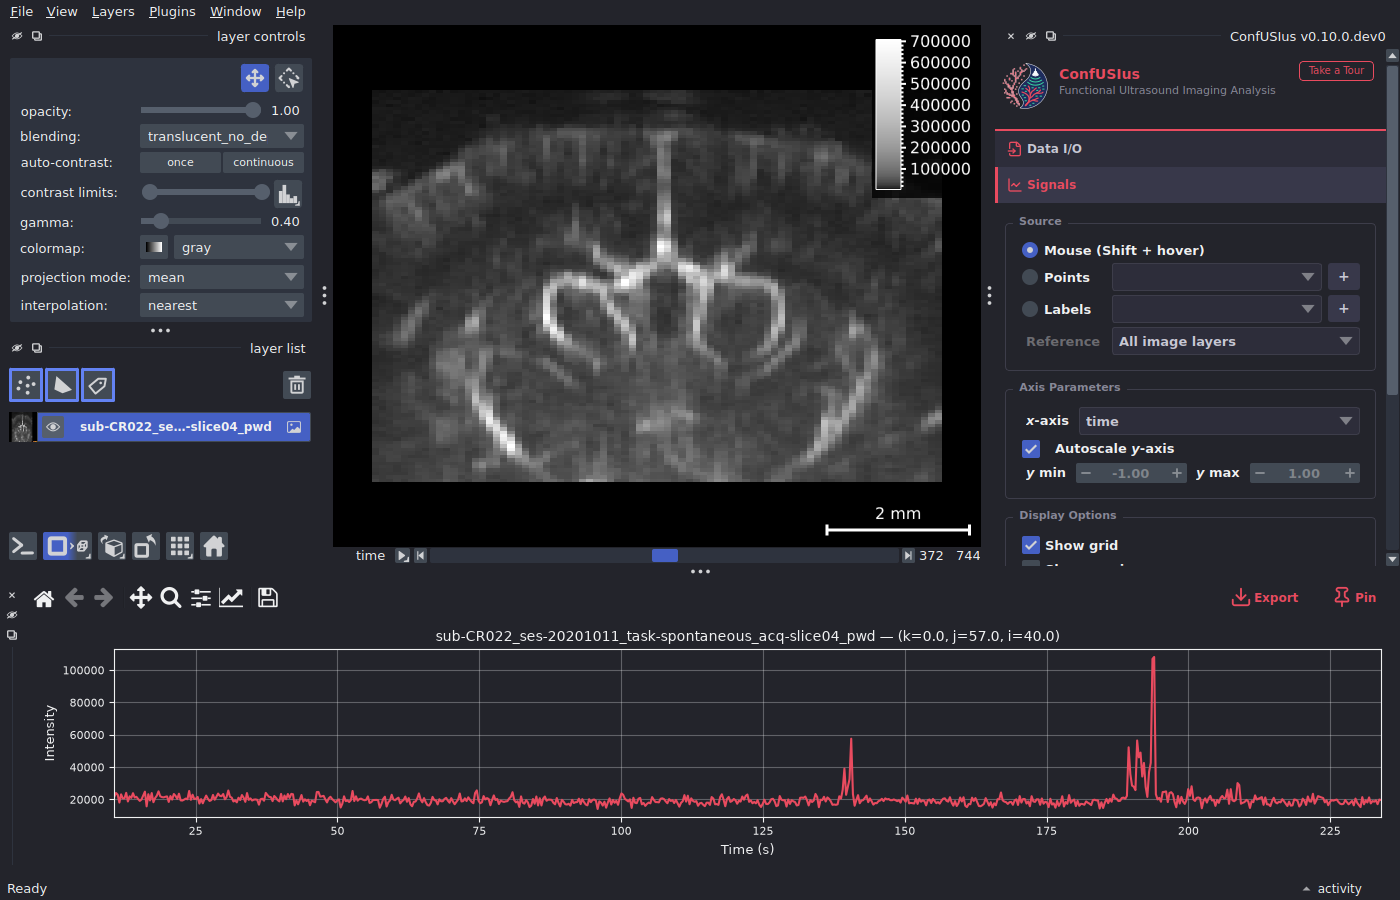 File View Layers Plugins Window Help
layer controls
opacity: 1.00
blending: translucent_no_de
auto-contrast: once continuous
contrast limits:
gamma: 0.40
colormap: gray
projection mode: mean
interpolation: nearest
layer list
sub-CR022_se...-slice04_pwd
700000
600000
500000
400000
300000
200000
100000
2 mm
time 372 744
ConfUSIus v0.10.0.dev0
ConfUSIus
Functional Ultrasound Imaging Analysis
Take a Tour
Data I/O
Signals
Source
Mouse (Shift + hover)
Points
Labels
Reference All image layers
Axis Parameters
x-axis time
Autoscale y-axis
y min -1.00 y max 1.00
Display Options
Show grid
Export Pin
sub-CR022_ses-20201011_task-spontaneous_acq-slice04_pwd — (k=0.0, j=57.0, i=40.0)
100000
80000
60000
40000
20000
Intensity
25 50 75 100 125 150 175 200 225
Time (s)
Ready
activity